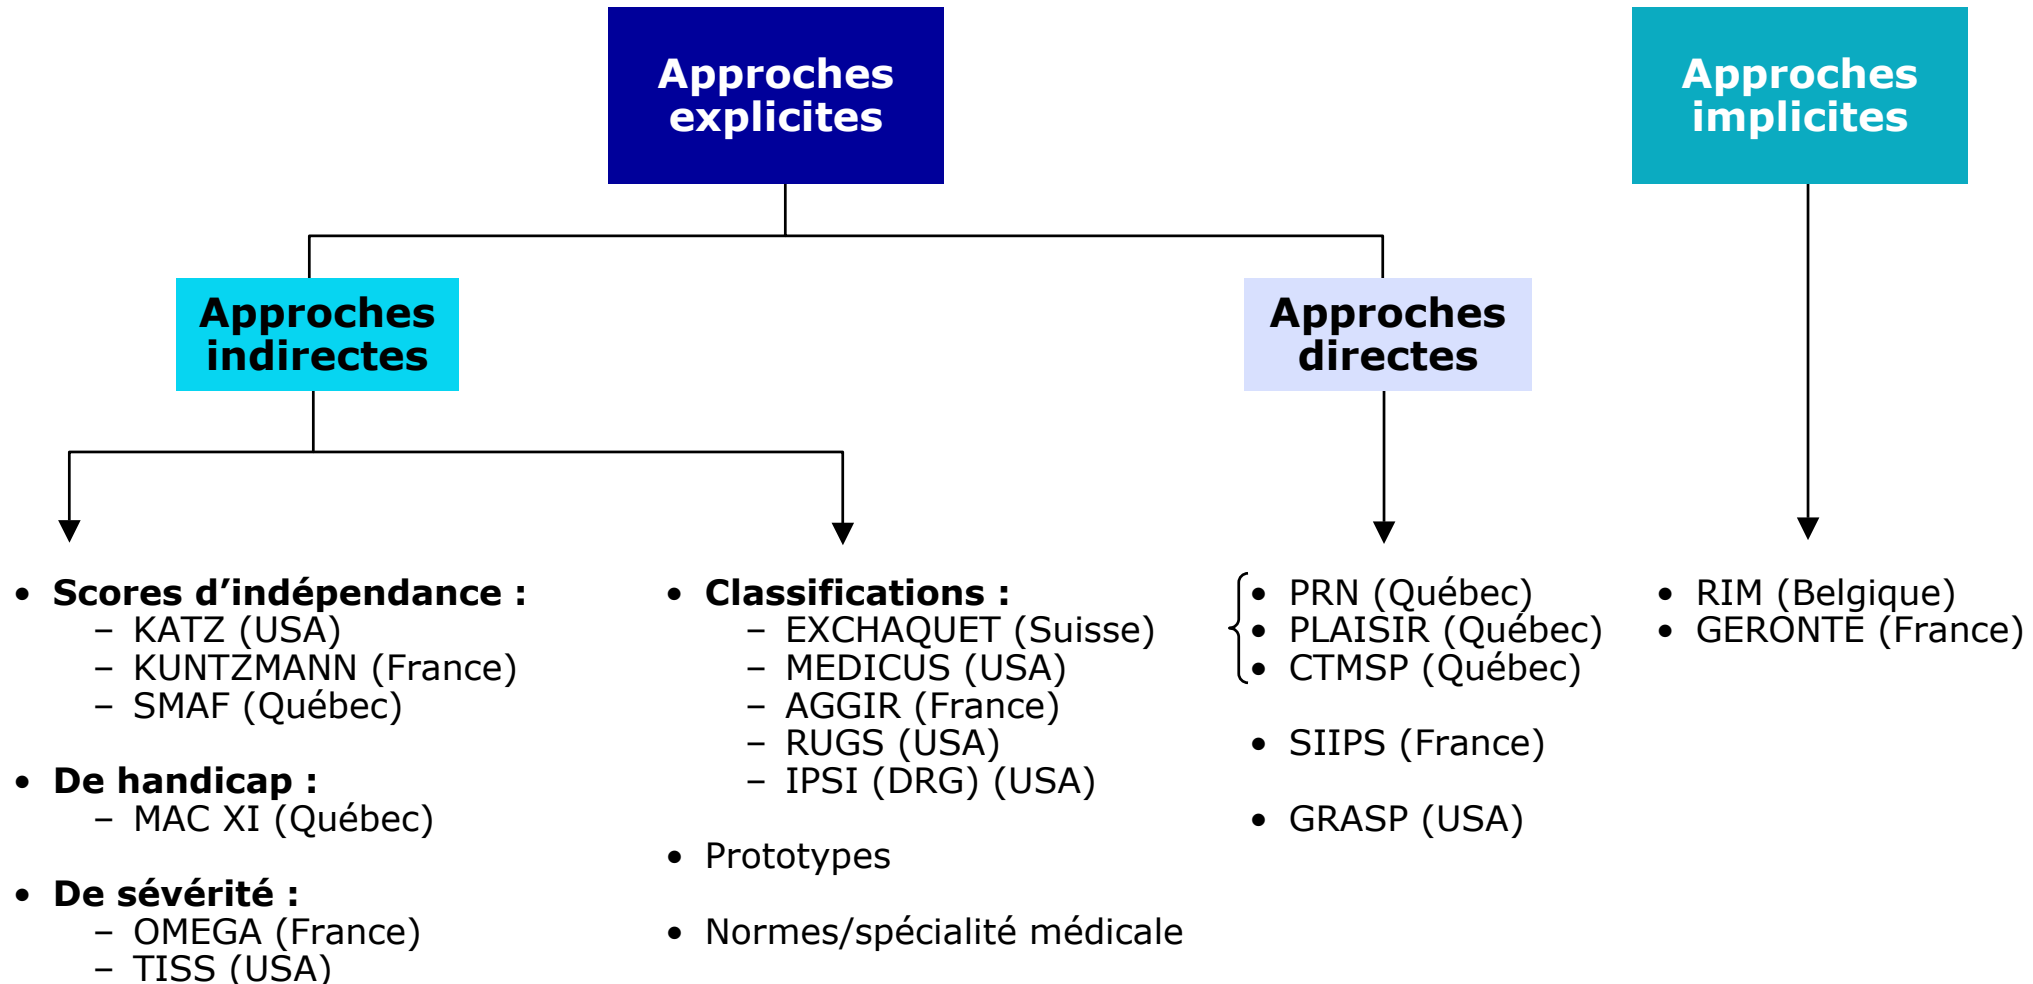 Approches
explicites
Approches
implicites
Approches
indirectes
Approches
directes
• Scores d’indépendance :
– KATZ (USA)
– KUNTZMANN (France)
– SMAF (Québec)
• De handicap :
– MAC XI (Québec)
• De sévérité :
– OMEGA (France)
– TISS (USA)
• Classifications :
– EXCHAQUET (Suisse)
– MEDICUS (USA)
– AGGIR (France)
– RUGS (USA)
– IPSI (DRG) (USA)
• Prototypes
• Normes/spécialité médicale
• PRN (Québec)
• PLAISIR (Québec)
• CTMSP (Québec)
• SIIPS (France)
• GRASP (USA)
• RIM (Belgique)
• GERONTE (France)